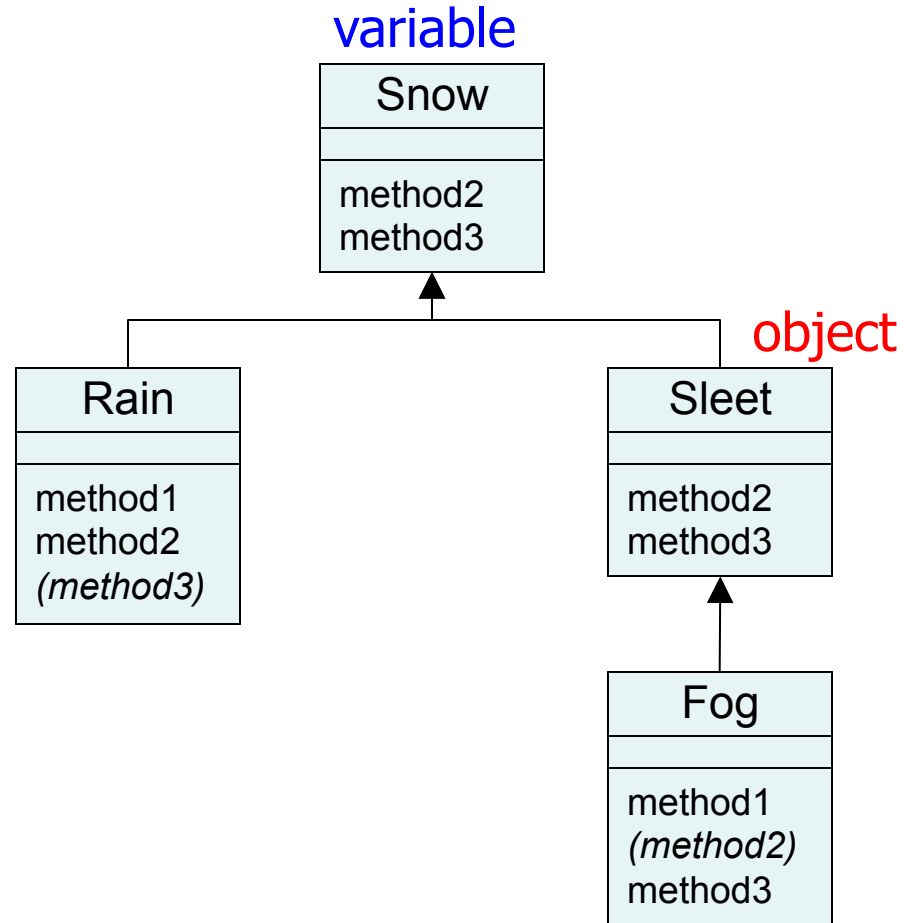 variable
Snow
method2
method3
object
Rain
method1
method2
(method3)
Sleet
method2
method3
Fog
method1
(method2)
method3